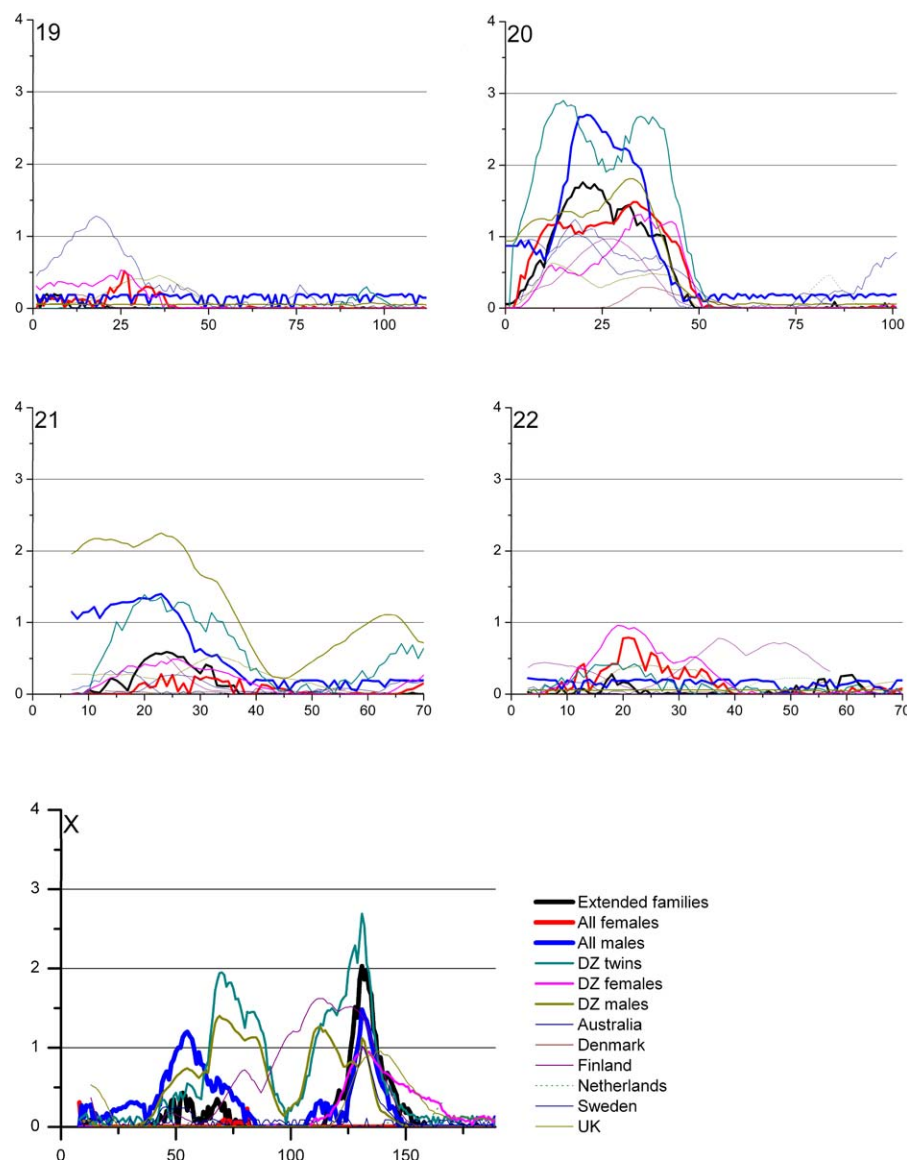 19
4
3
2
1
0
0 25 50 75 100
20
4
3
2
1
0
0 25 50 75 100
21
4
3
2
1
0
0 10 20 30 40 50 60 70
22
4
3
2
1
0
0 10 20 30 40 50 60 70
X
4
3
2
1
0
0 50 100 150
Extended families
All females
All males
DZ twins
DZ females
DZ males
Australia
Denmark
Finland
Netherlands
Sweden
UK